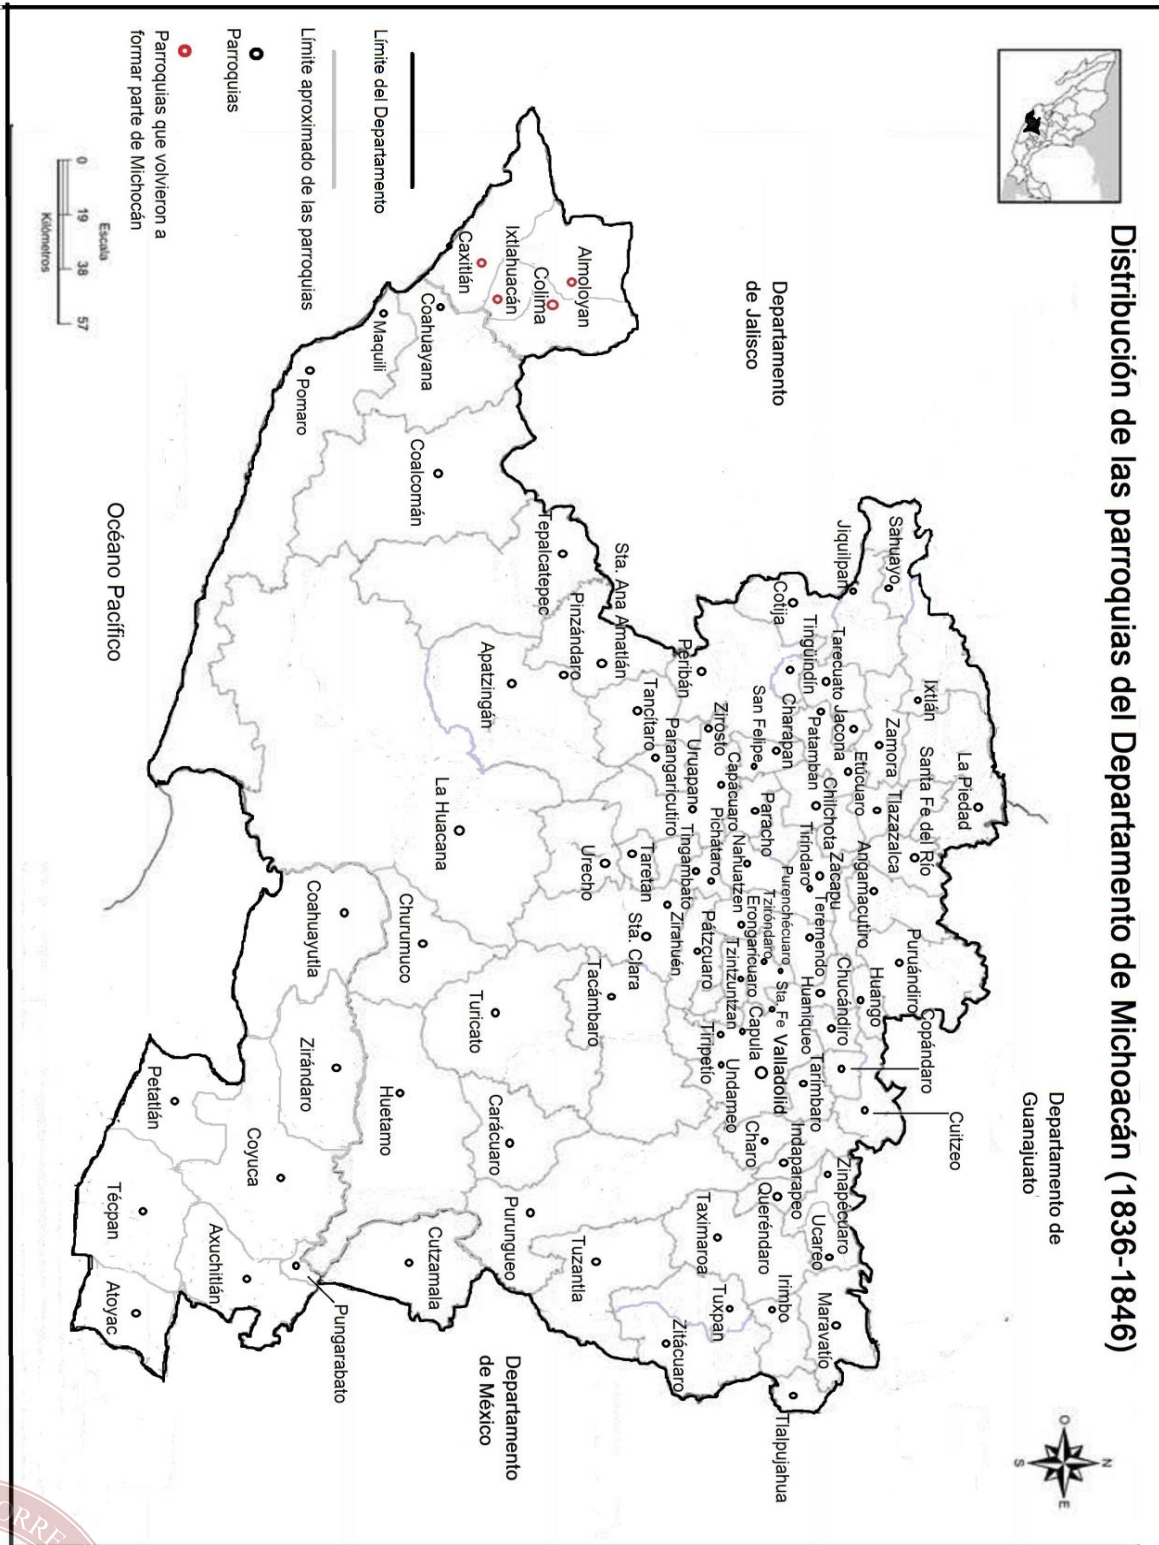 Distribución de las parroquias del Departamento de Michoacán (1836-1846)
Departamento de
Guanajuato
Departamento
de Jalisco
Departamento
de México
Océano Pacífico
N
O
E
S
La Piedad
Sahuayo
Ixtlán
Santa Fe del Río
Puruándiro
Copándaro
Cuitzeo
Jiquilpan
Zamora
Tlazazalca
Angamacutiro
Huango
Zinapécuaro
Ucareo
Maravatío
Tarecuato
Jacona
Etúcuaro
Chilchota
Zacapu
Teremendo
Chucándiro
Cotija
Tingüindín
Patamban
Tirindaro
Huaniqueo
Tarímbaro
Indaparapeo
Irimbo
Tlalpujahua
Charapan
Purenchécuaro
Sta. Fe
Valladolid
Queréndaro
San Felipe
Paracho
Tziróndaro
Capula
Charo
Capácuaro
Nahuatzen
Erongarícuaro
Tzintzuntzan
Undameo
Zirosto
Pichátaro
Pátzcuaro
Tiripetío
Taximaroa
Tuxpan
Peribán
Uruapan
Tingambato
Zirahuén
Parangaricutiro
Tancítaro
Taretan
Sta. Clara
Zitácuaro
Sta. Ana Amatlán
Urecho
Tacámbaro
Tuzantla
Pinzándaro
Tepalcatepec
Almoloyan
Colima
Ixtlahuacán
Caxitlán
Apatzingán
La Huacana
Turicato
Carácuaro
Purungueo
Coahuayana
Coalcomán
Churumuco
Huetamo
Cutzamala
Maquili
Pomaro
Coahuayutla
Zirándaro
Pungarabato
Coyuca
Axuchitlán
Petatlán
Técpan
Atoyac
Límite del Departamento
Límite aproximado de las parroquias
Parroquias
Parroquias que volvieron a
formar parte de Michocán
Escala
0 19 38 57
Kilómetros